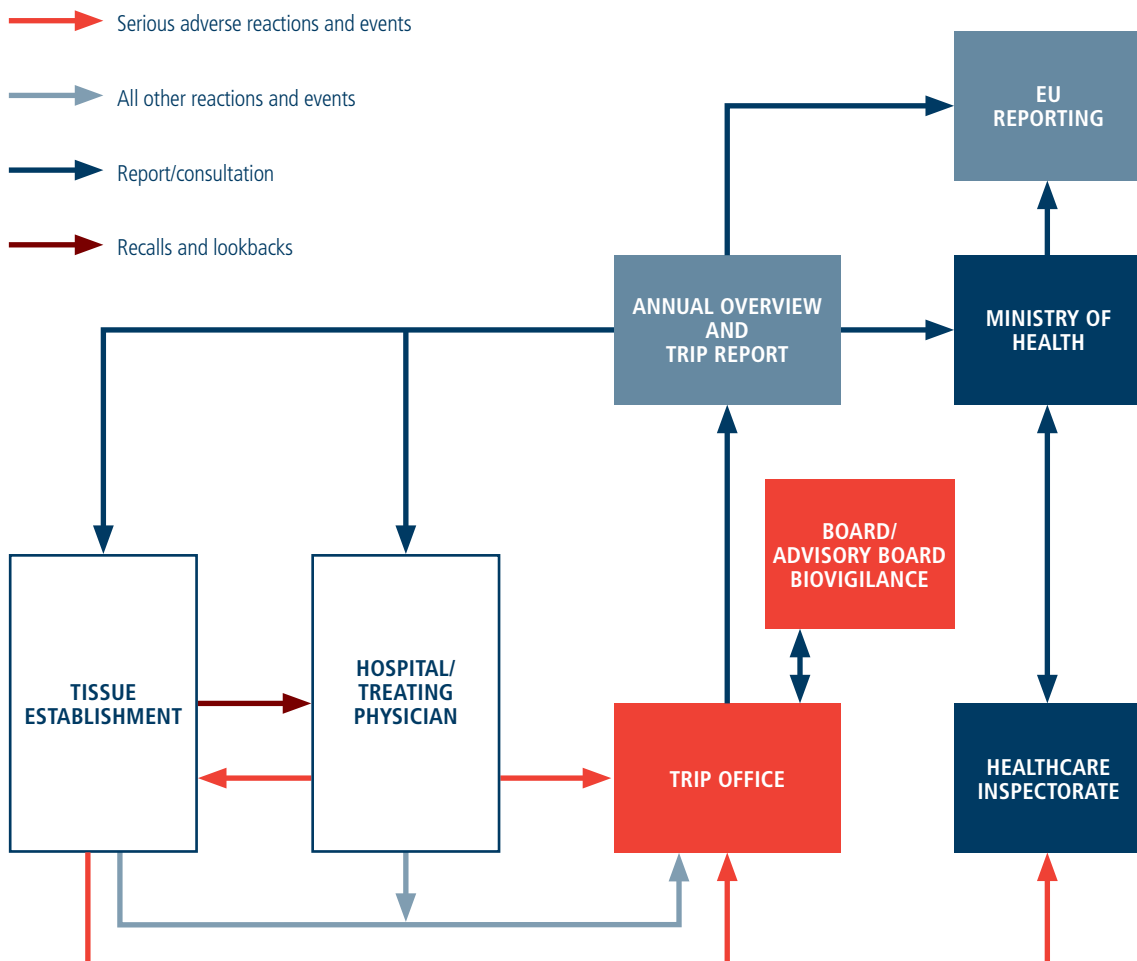 Serious adverse reactions and events
All other reactions and events
Report/consultation
Recalls and lookbacks
EU
REPORTING
ANNUAL OVERVIEW
AND
TRIP REPORT
MINISTRY OF
HEALTH
BOARD/
ADVISORY BOARD
BIOVIGILANCE
TISSUE
ESTABLISHMENT
HOSPITAL/
TREATING
PHYSICIAN
TRIP OFFICE
HEALTHCARE
INSPECTORATE